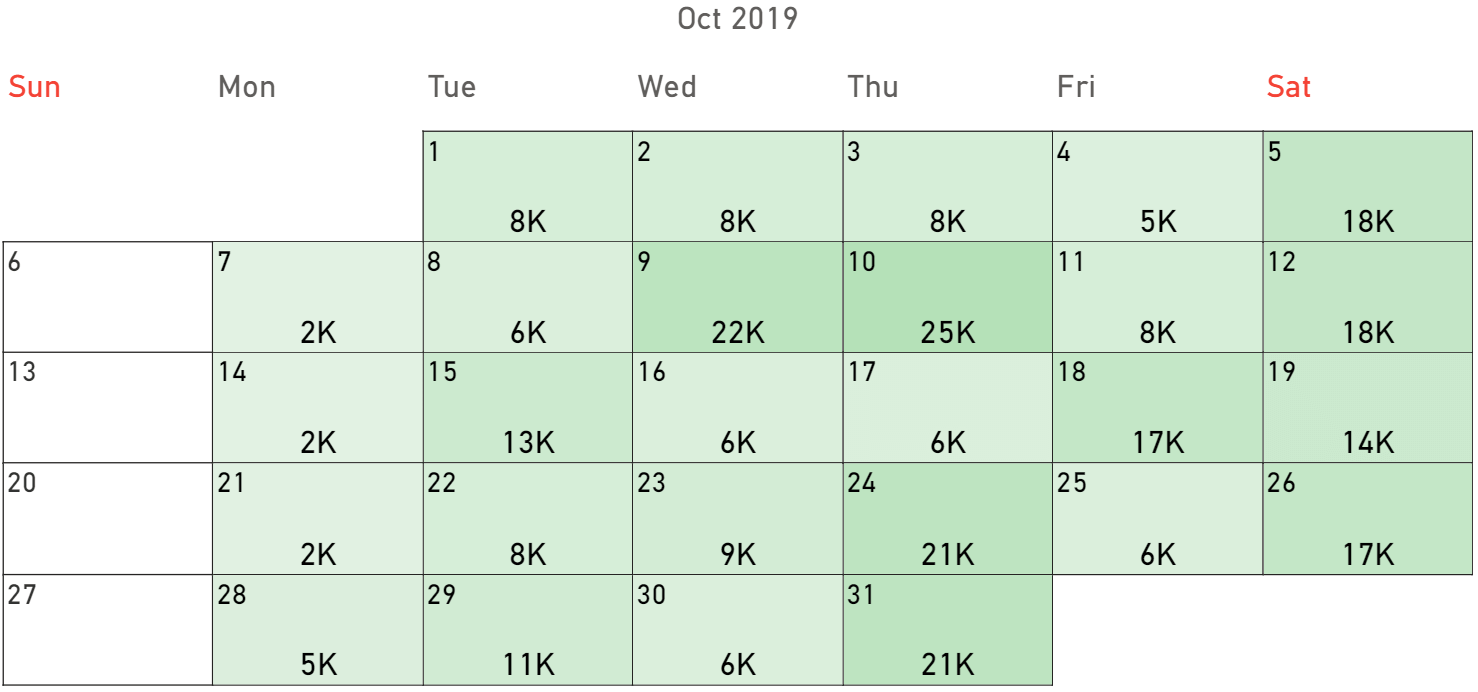 Oct 2019
Sun Mon Tue Wed Thu Fri Sat
1 2 3 4 5
8K 8K 8K 5K 18K
6 7 8 9 10 11 12
2K 6K 22K 25K 8K 18K
13 14 15 16 17 18 19
2K 13K 6K 6K 17K 14K
20 21 22 23 24 25 26
2K 8K 9K 21K 6K 17K
27 28 29 30 31
5K 11K 6K 21K